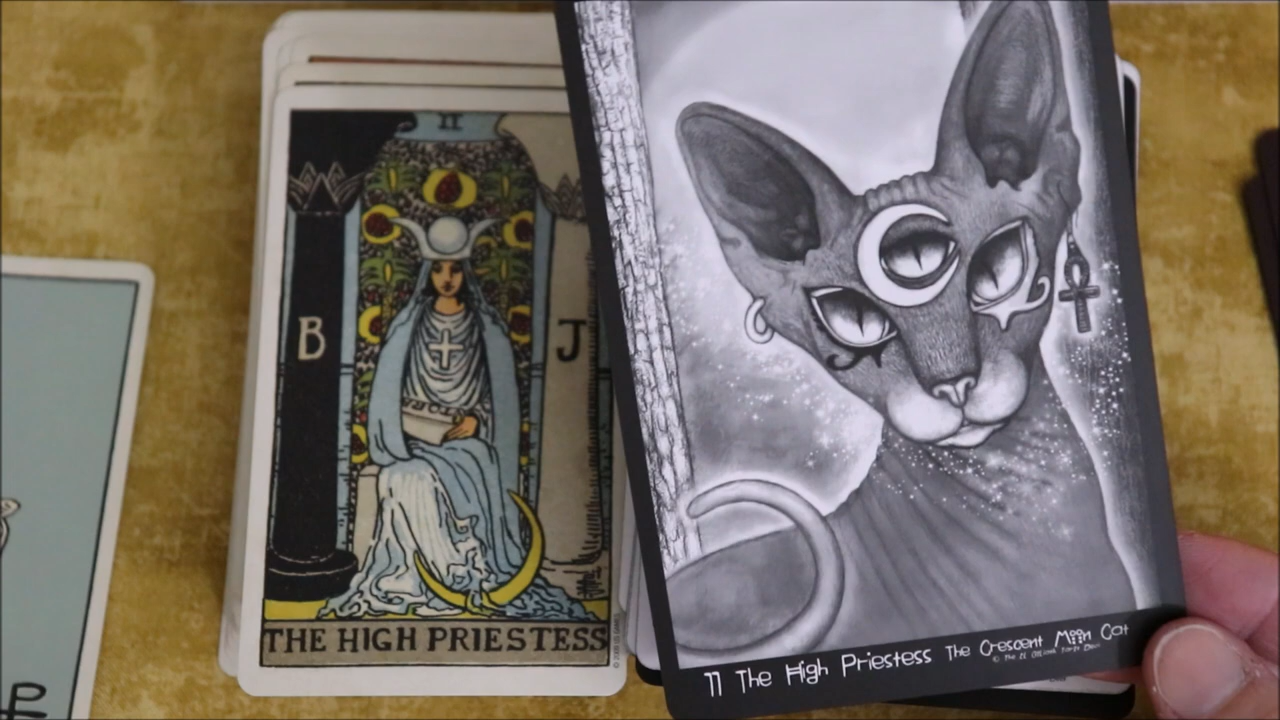 II
B
J
THE HIGH PRIESTESS
II The High Priestess The Crescent Moon Cat